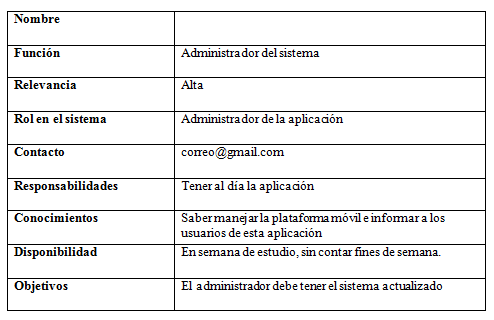 Nombre
Función Administrador del sistema
Relevancia Alta
Rol en el sistema Administrador de la aplicación
Contacto correo@gmail.com
Responsabilidades Tener al día la aplicación
Conocimientos Saber manejar la plataforma móvil e informar a los
usuarios de esta aplicación
Disponibilidad En semana de estudio, sin contar fines de semana.
Objetivos El administrador debe tener el sistema actualizado